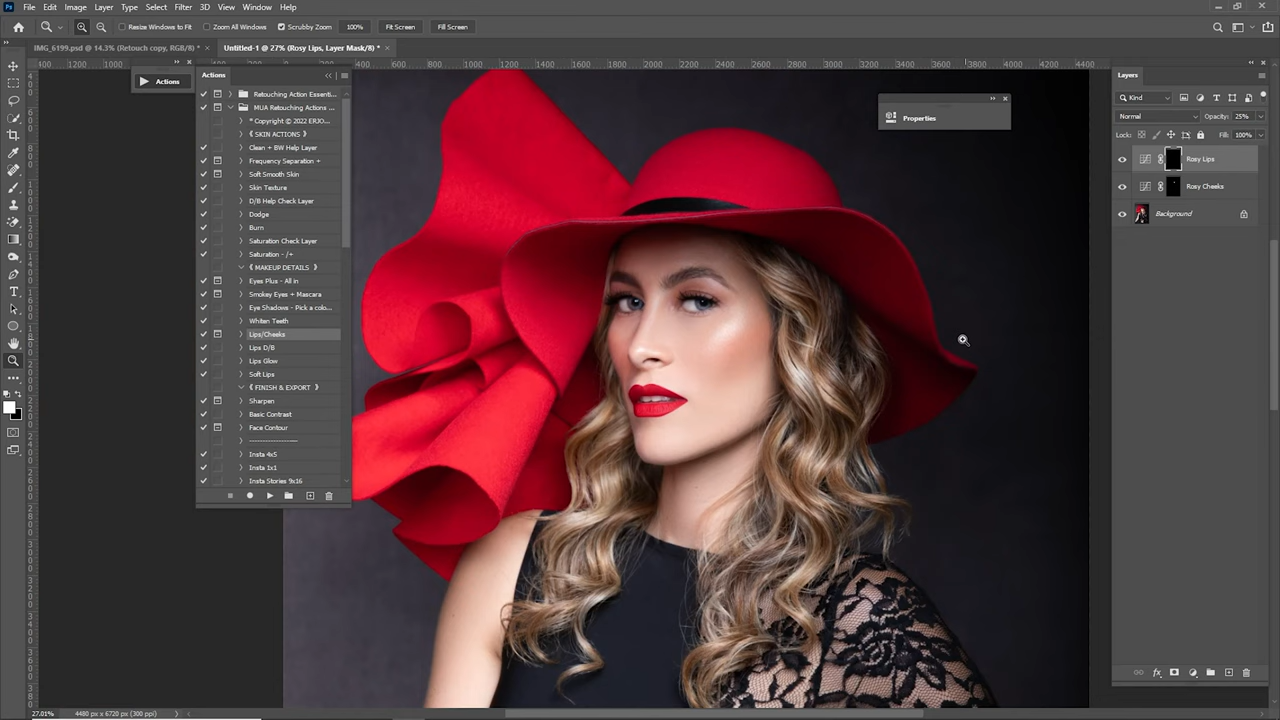 Ps File Edit Image Layer Type Select Filter 3D View Window Help
Resize Windows to Fit Zoom All Windows Scrubby Zoom 100% Fit Screen Fill Screen
IMG_6199.psd @ 14.3% (Retouch copy, RGB/8) * × Untitled-1 @ 27% (Rosy Lips, Layer Mask/8) * ×
Actions
Actions
Retouching Action Essenti...
MUA Retouching Actions ...
* Copyright © 2022 ERJO...
《 SKIN ACTIONS 》
Clean + BW Help Layer
Frequency Separation +
Soft Smooth Skin
Skin Texture
D/B Help Check Layer
Dodge
Burn
Saturation Check Layer
Saturation - /+
《 MAKEUP DETAILS 》
Eyes Plus - All in
Smokey Eyes + Mascara
Eye Shadows - Pick a colo...
Whiten Teeth
Lips/Cheeks
Lips D/B
Lips Glow
Soft Lips
《 FINISH & EXPORT 》
Sharpen
Basic Contrast
Face Contour
--------------------
Insta 4x5
Insta 1x1
Insta Stories 9x16
Properties
Layers
Kind
Normal Opacity: 25%
Lock: Fill: 100%
Rosy Lips
Rosy Cheeks
Background
27.01% 4480 px x 6720 px (300 ppi)